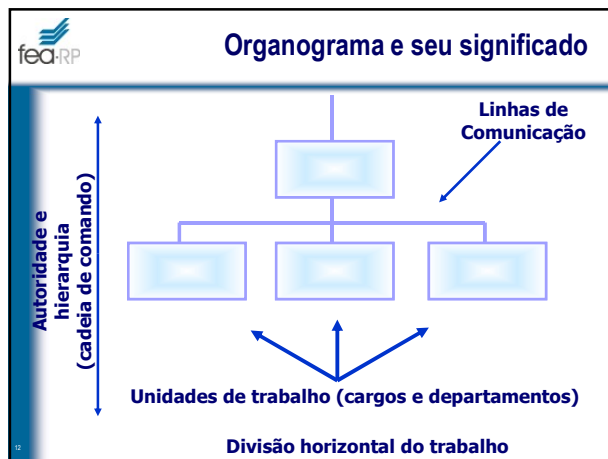 fea-RP
Organograma e seu significado
Linhas de
Comunicação
Autoridade e
hierarquia
(cadeia de comando)
Unidades de trabalho (cargos e departamentos)
Divisão horizontal do trabalho
12